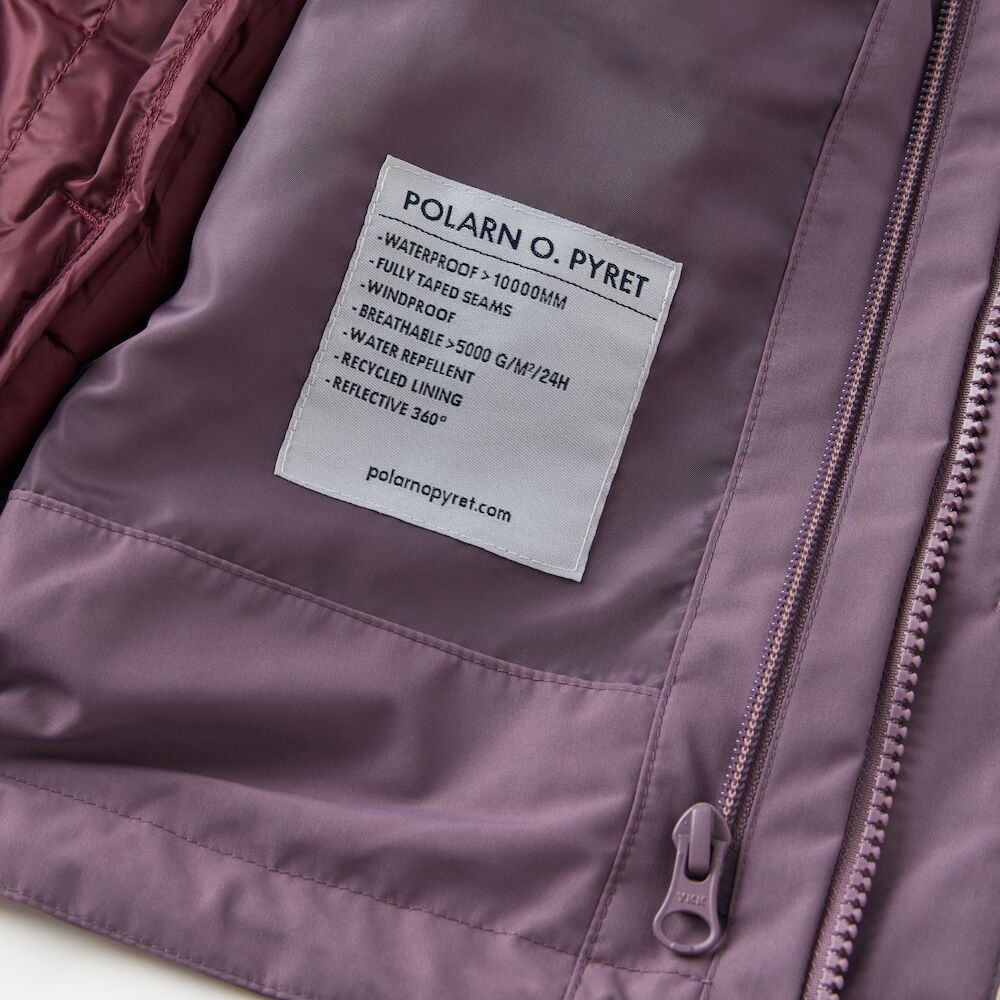 POLARN O. PYRET
-WATERPROOF > 10000MM
-FULLY TAPED SEAMS
-WINDPROOF
-BREATHABLE >5000 G/M²/24H
-WATER REPELLENT
-RECYCLED LINING
-REFLECTIVE 360°
polarnopyret.com
YKK